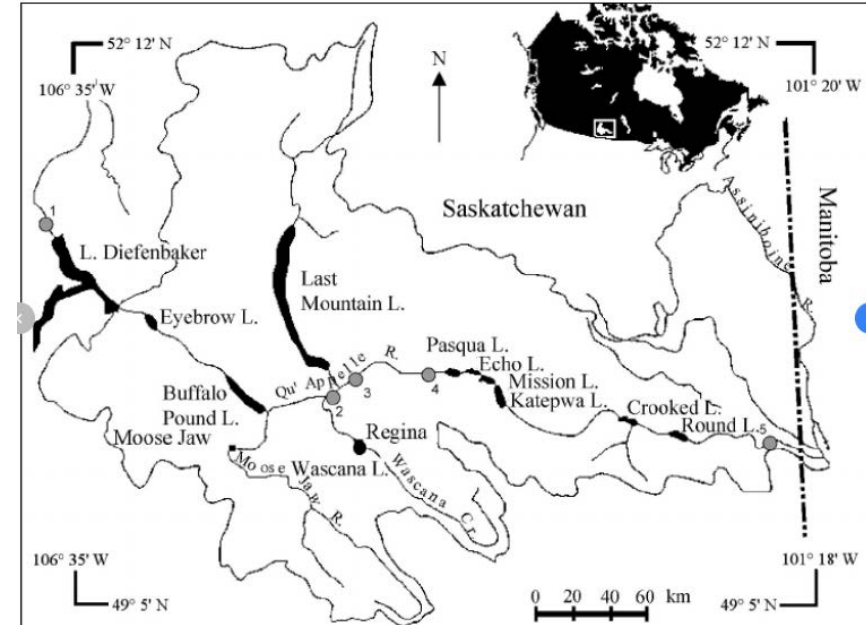 52° 12' N
52° 12' N
106° 35' W
N
101° 20' W
Assiniboine R.
Manitoba
Saskatchewan
1
L. Diefenbaker
Last
Mountain L.
Eyebrow L.
Qu' Appelle R.
Pasqua L.
Echo L.
Mission L.
Katepwa L.
3
4
2
Buffalo
Pound L.
Crooked L.
Round L.
5
Moose Jaw
Regina
Moose Jaw R.
Wascana L.
Wascana Cr.
106° 35' W
101° 18' W
49° 5' N
0 20 40 60 km
49° 5' N